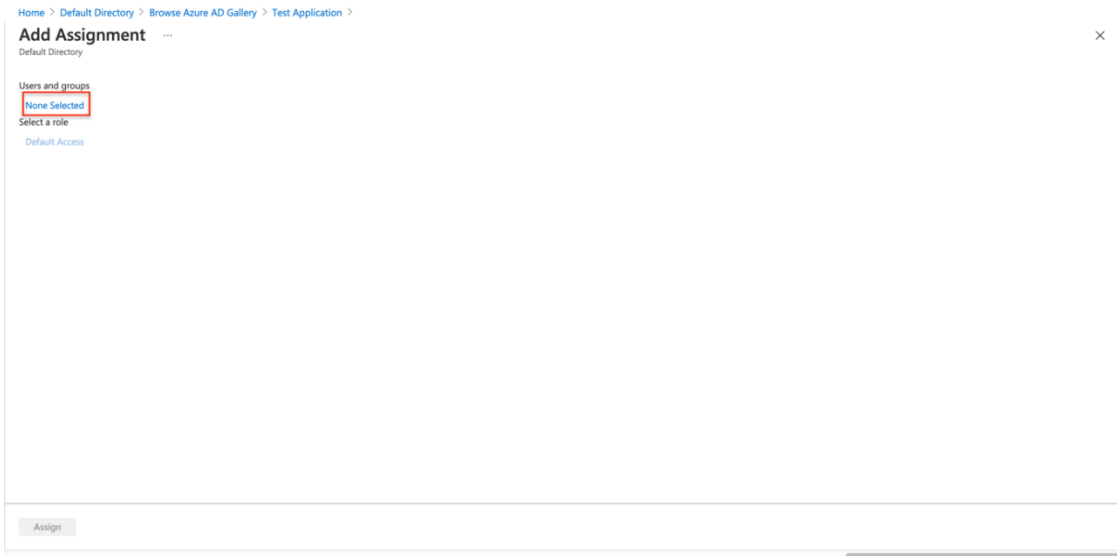 Home > Default Directory > Browse Azure AD Gallery > Test Application >
Add Assignment ...
Default Directory
Users and groups
None Selected
Select a role
Default Access
Assign